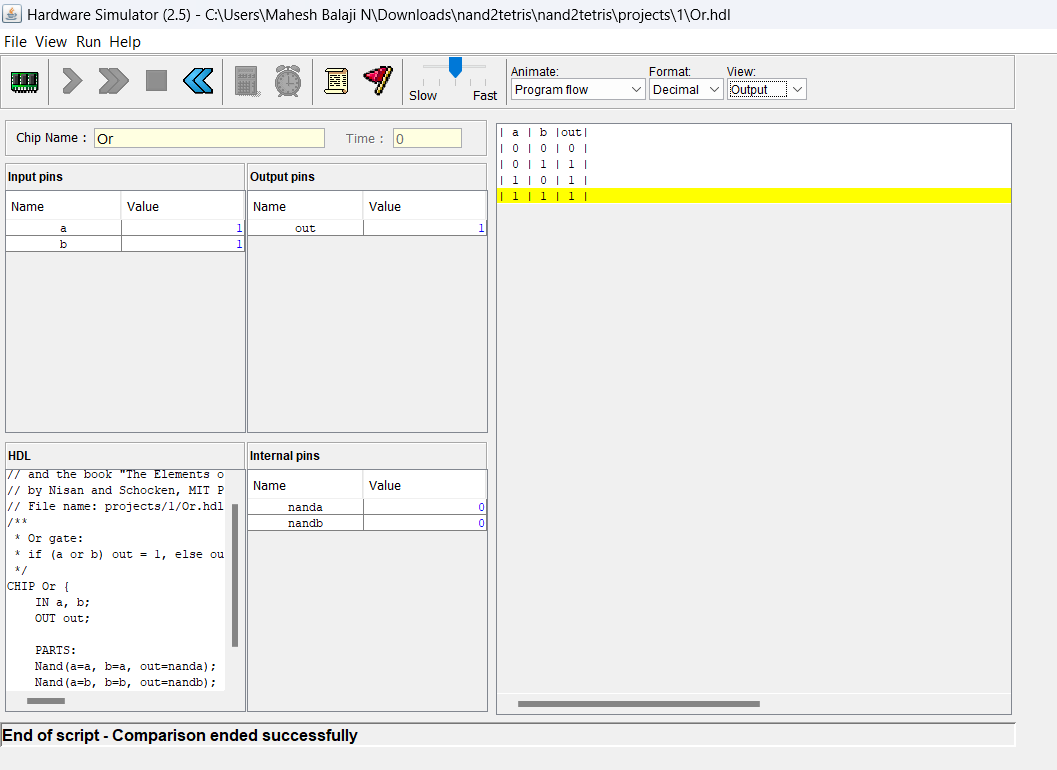 Hardware Simulator (2.5) - C:\Users\Mahesh Balaji N\Downloads\nand2tetris\nand2tetris\projects\1\Or.hdl
File View Run Help
Slow Fast
Animate: Format: View:
Program flow Decimal Output
Chip Name : Or Time : 0
Input pins
Name Value
a 1
b 1
Output pins
Name Value
out 1
HDL
// and the book "The Elements o
// by Nisan and Schocken, MIT P
// File name: projects/1/Or.hdl
/**
* Or gate:
* if (a or b) out = 1, else ou
*/
CHIP Or {
IN a, b;
OUT out;
PARTS:
Nand(a=a, b=a, out=nanda);
Nand(a=b, b=b, out=nandb);
Internal pins
Name Value
nanda 0
nandb 0
| a | b |out|
| 0 | 0 | 0 |
| 0 | 1 | 1 |
| 1 | 0 | 1 |
| 1 | 1 | 1 |
End of script - Comparison ended successfully